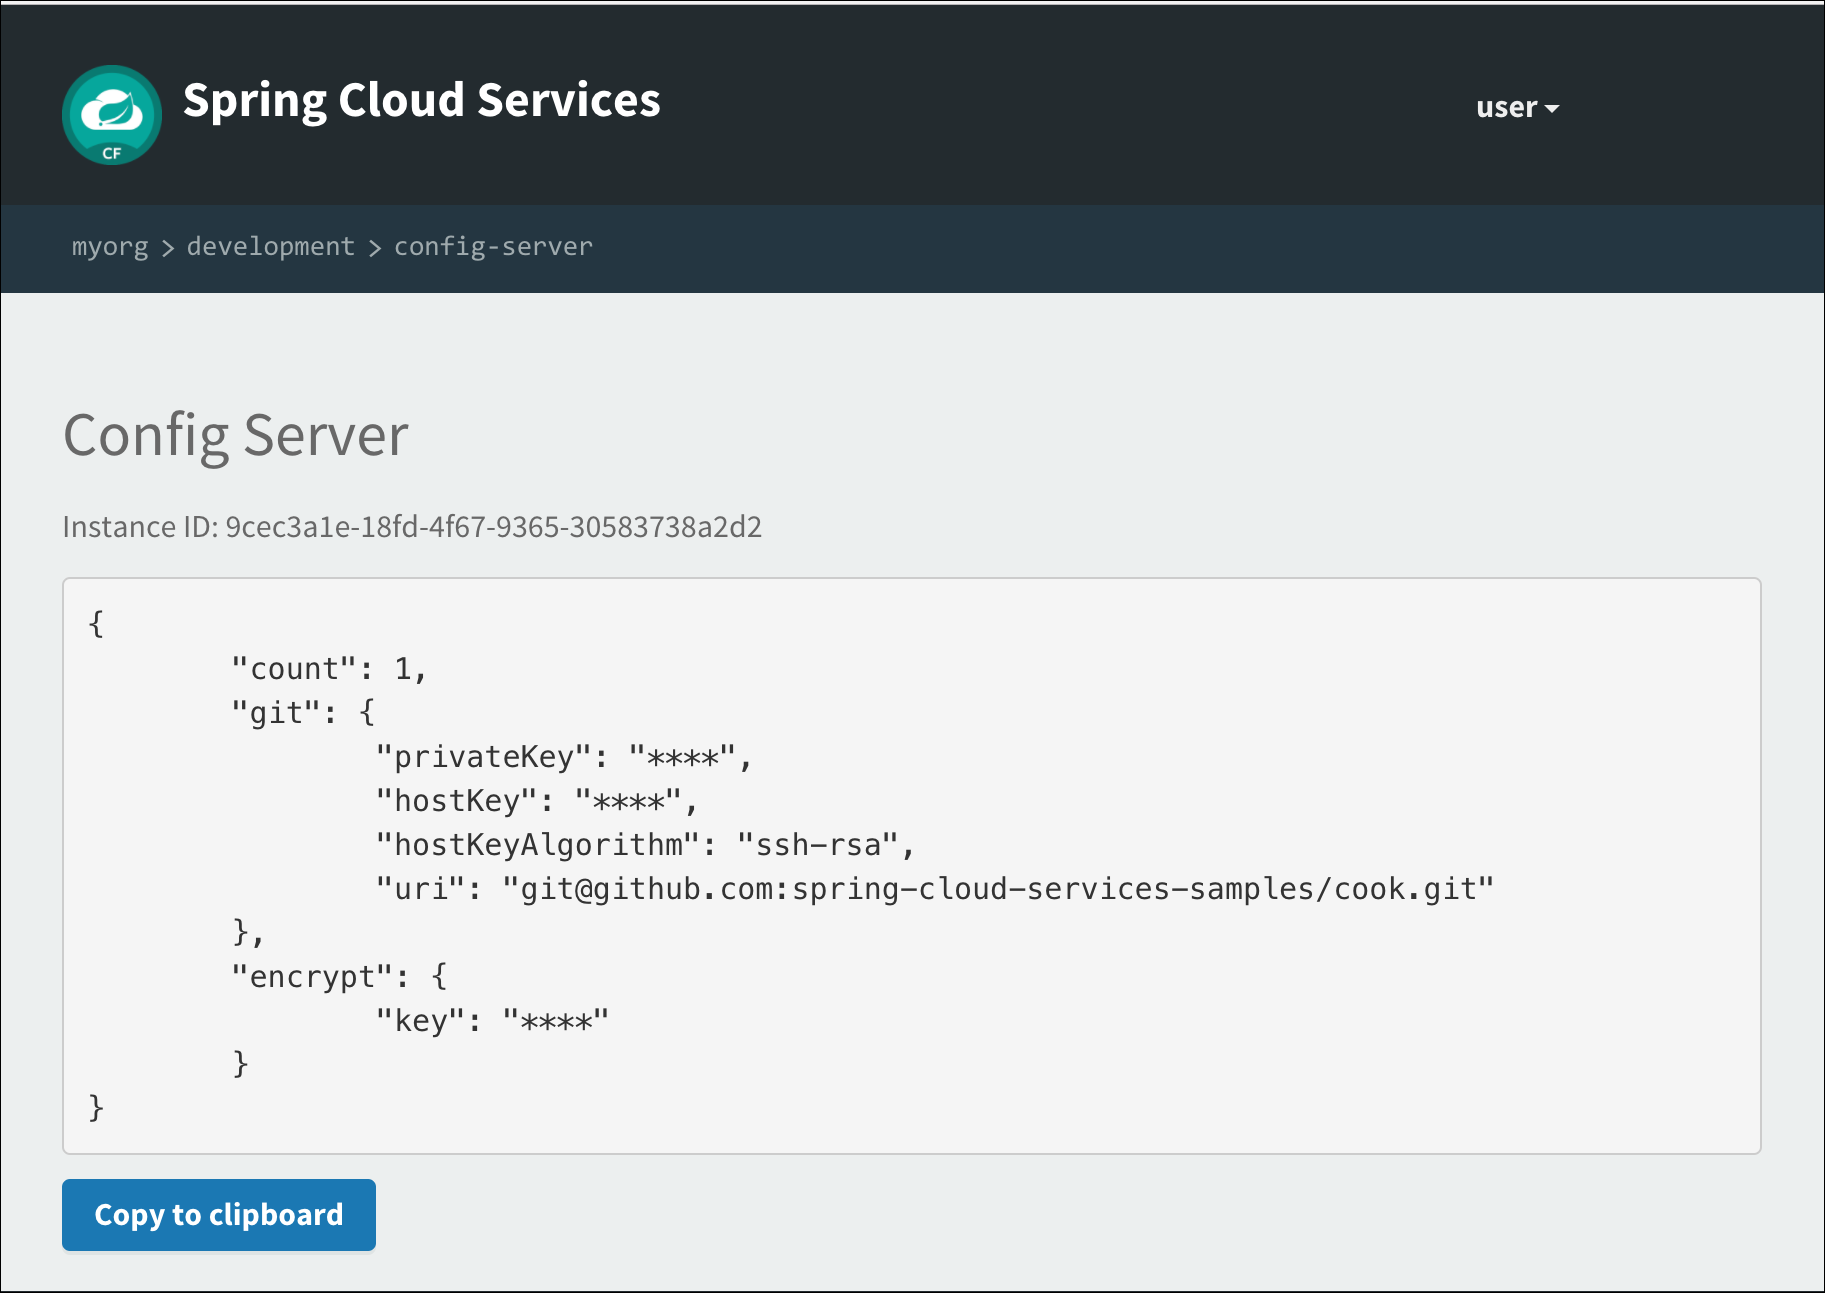 CF
Spring Cloud Services
user
myorg > development > config-server
Config Server
Instance ID: 9cec3a1e-18fd-4f67-9365-30583738a2d2
{
"count": 1,
"git": {
"privateKey": "****",
"hostKey": "****",
"hostKeyAlgorithm": "ssh-rsa",
"uri": "git@github.com:spring-cloud-services-samples/cook.git"
},
"encrypt": {
"key": "****"
}
}
Copy to clipboard